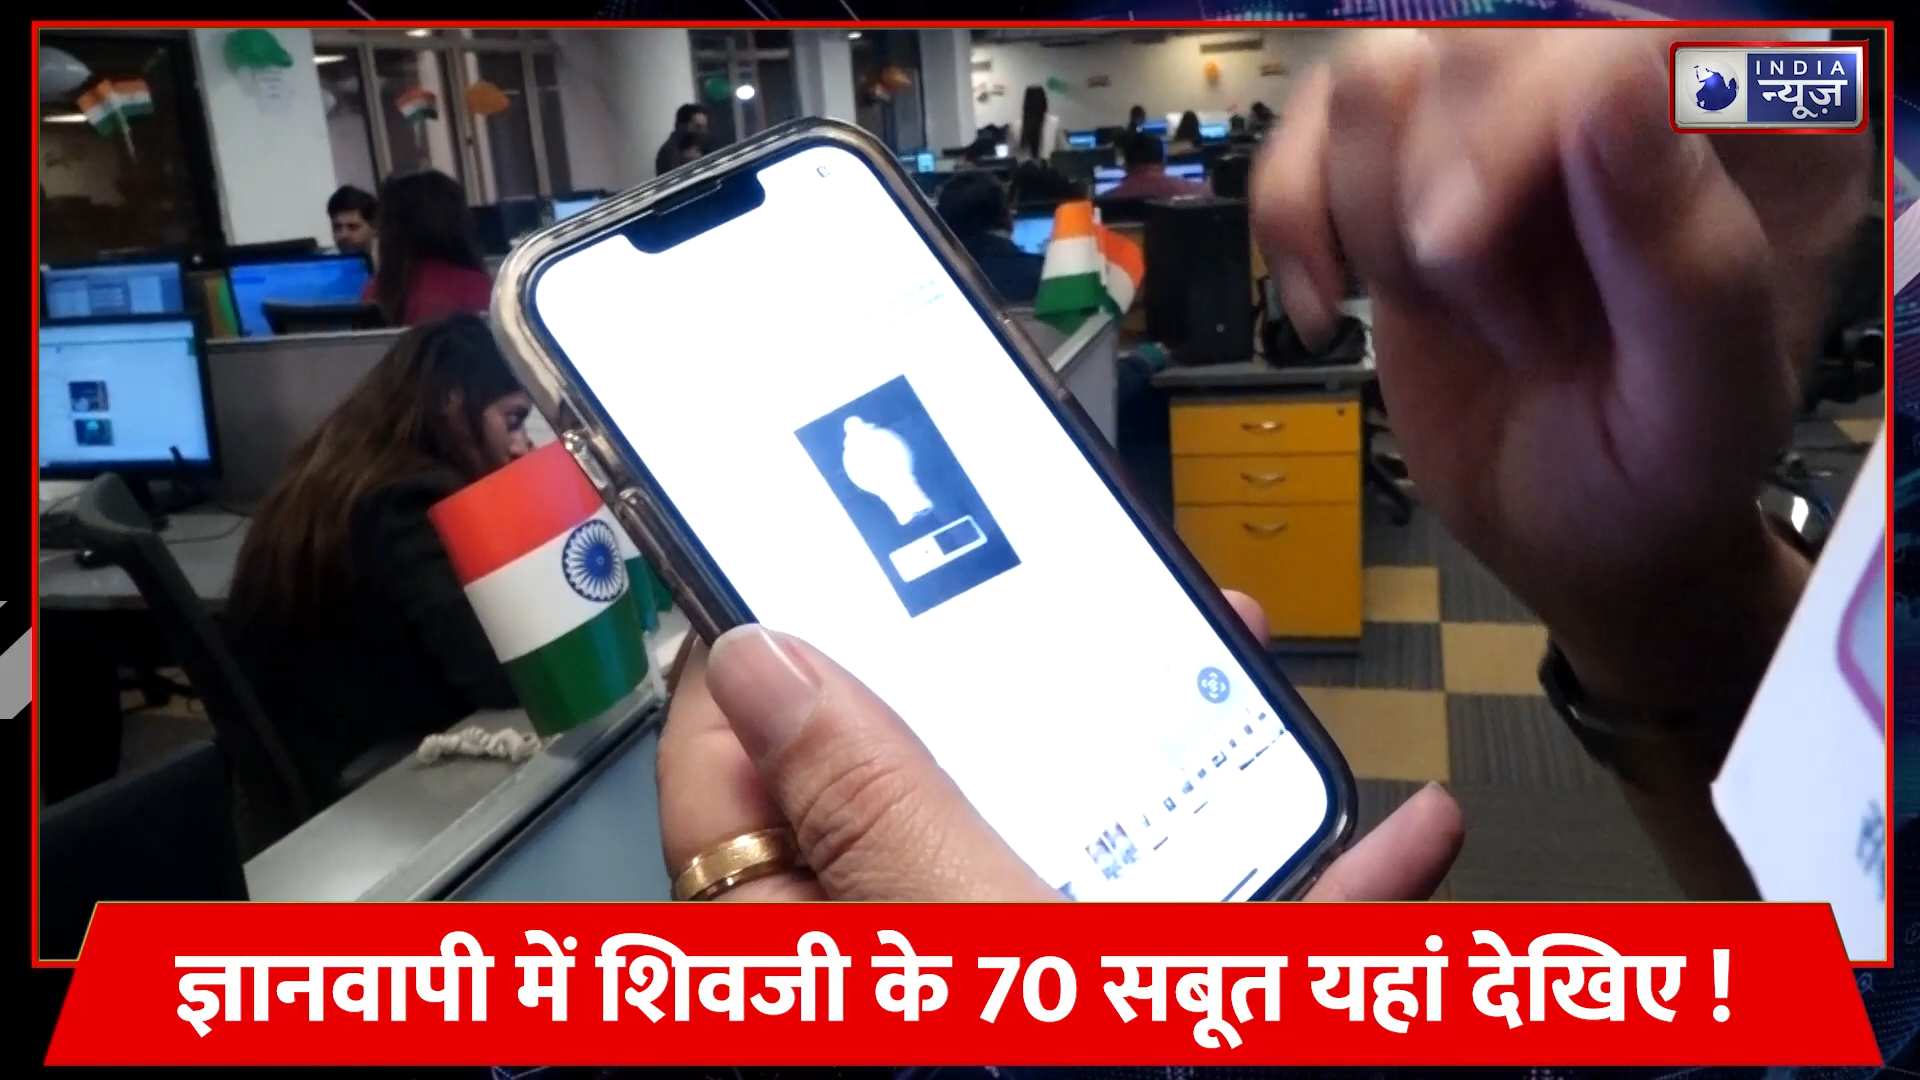 INDIA
न्यूज़
ज्ञानवापी में शिवजी के 70 सबूत यहां देखिए !